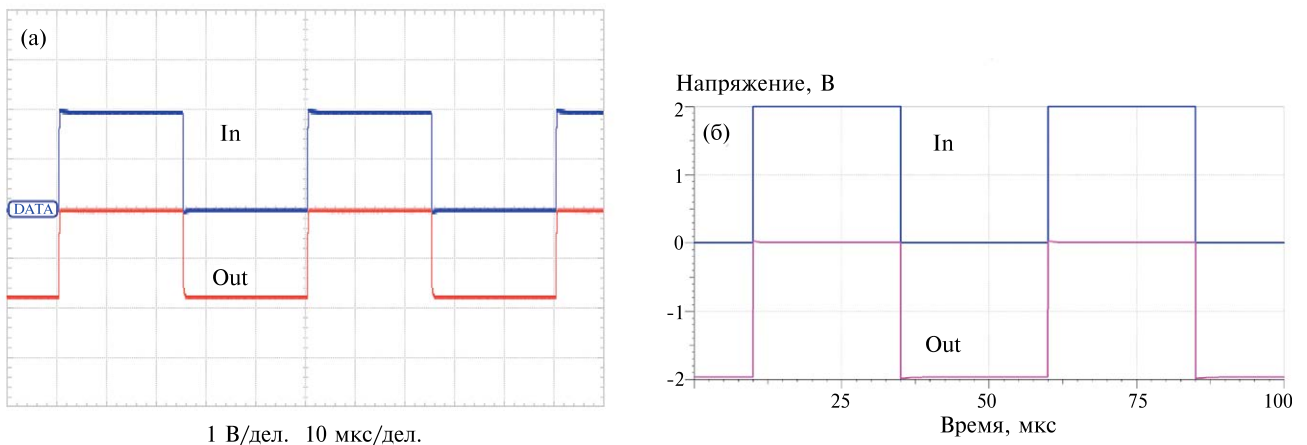 (а)
In
DATA
Out
1 В/дел. 10 мкс/дел.
Напряжение, В
2
(б)
In
1
0
-1
Out
-2
25
50
75
100
Время, мкс